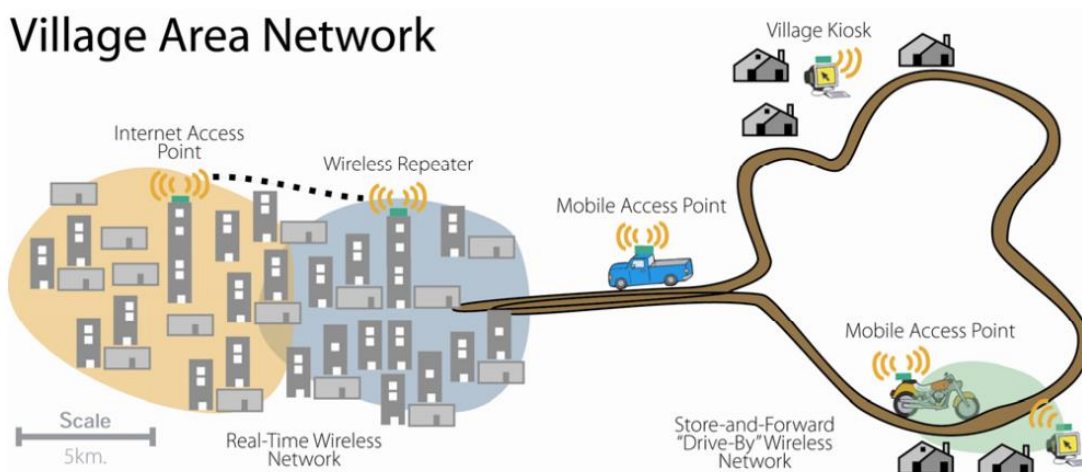 Village Area Network
Village Kiosk
Internet Access
Point
Wireless Repeater
Mobile Access Point
Mobile Access Point
Scale
5km.
Real-Time Wireless
Network
Store-and-Forward
"Drive-By" Wireless
Network